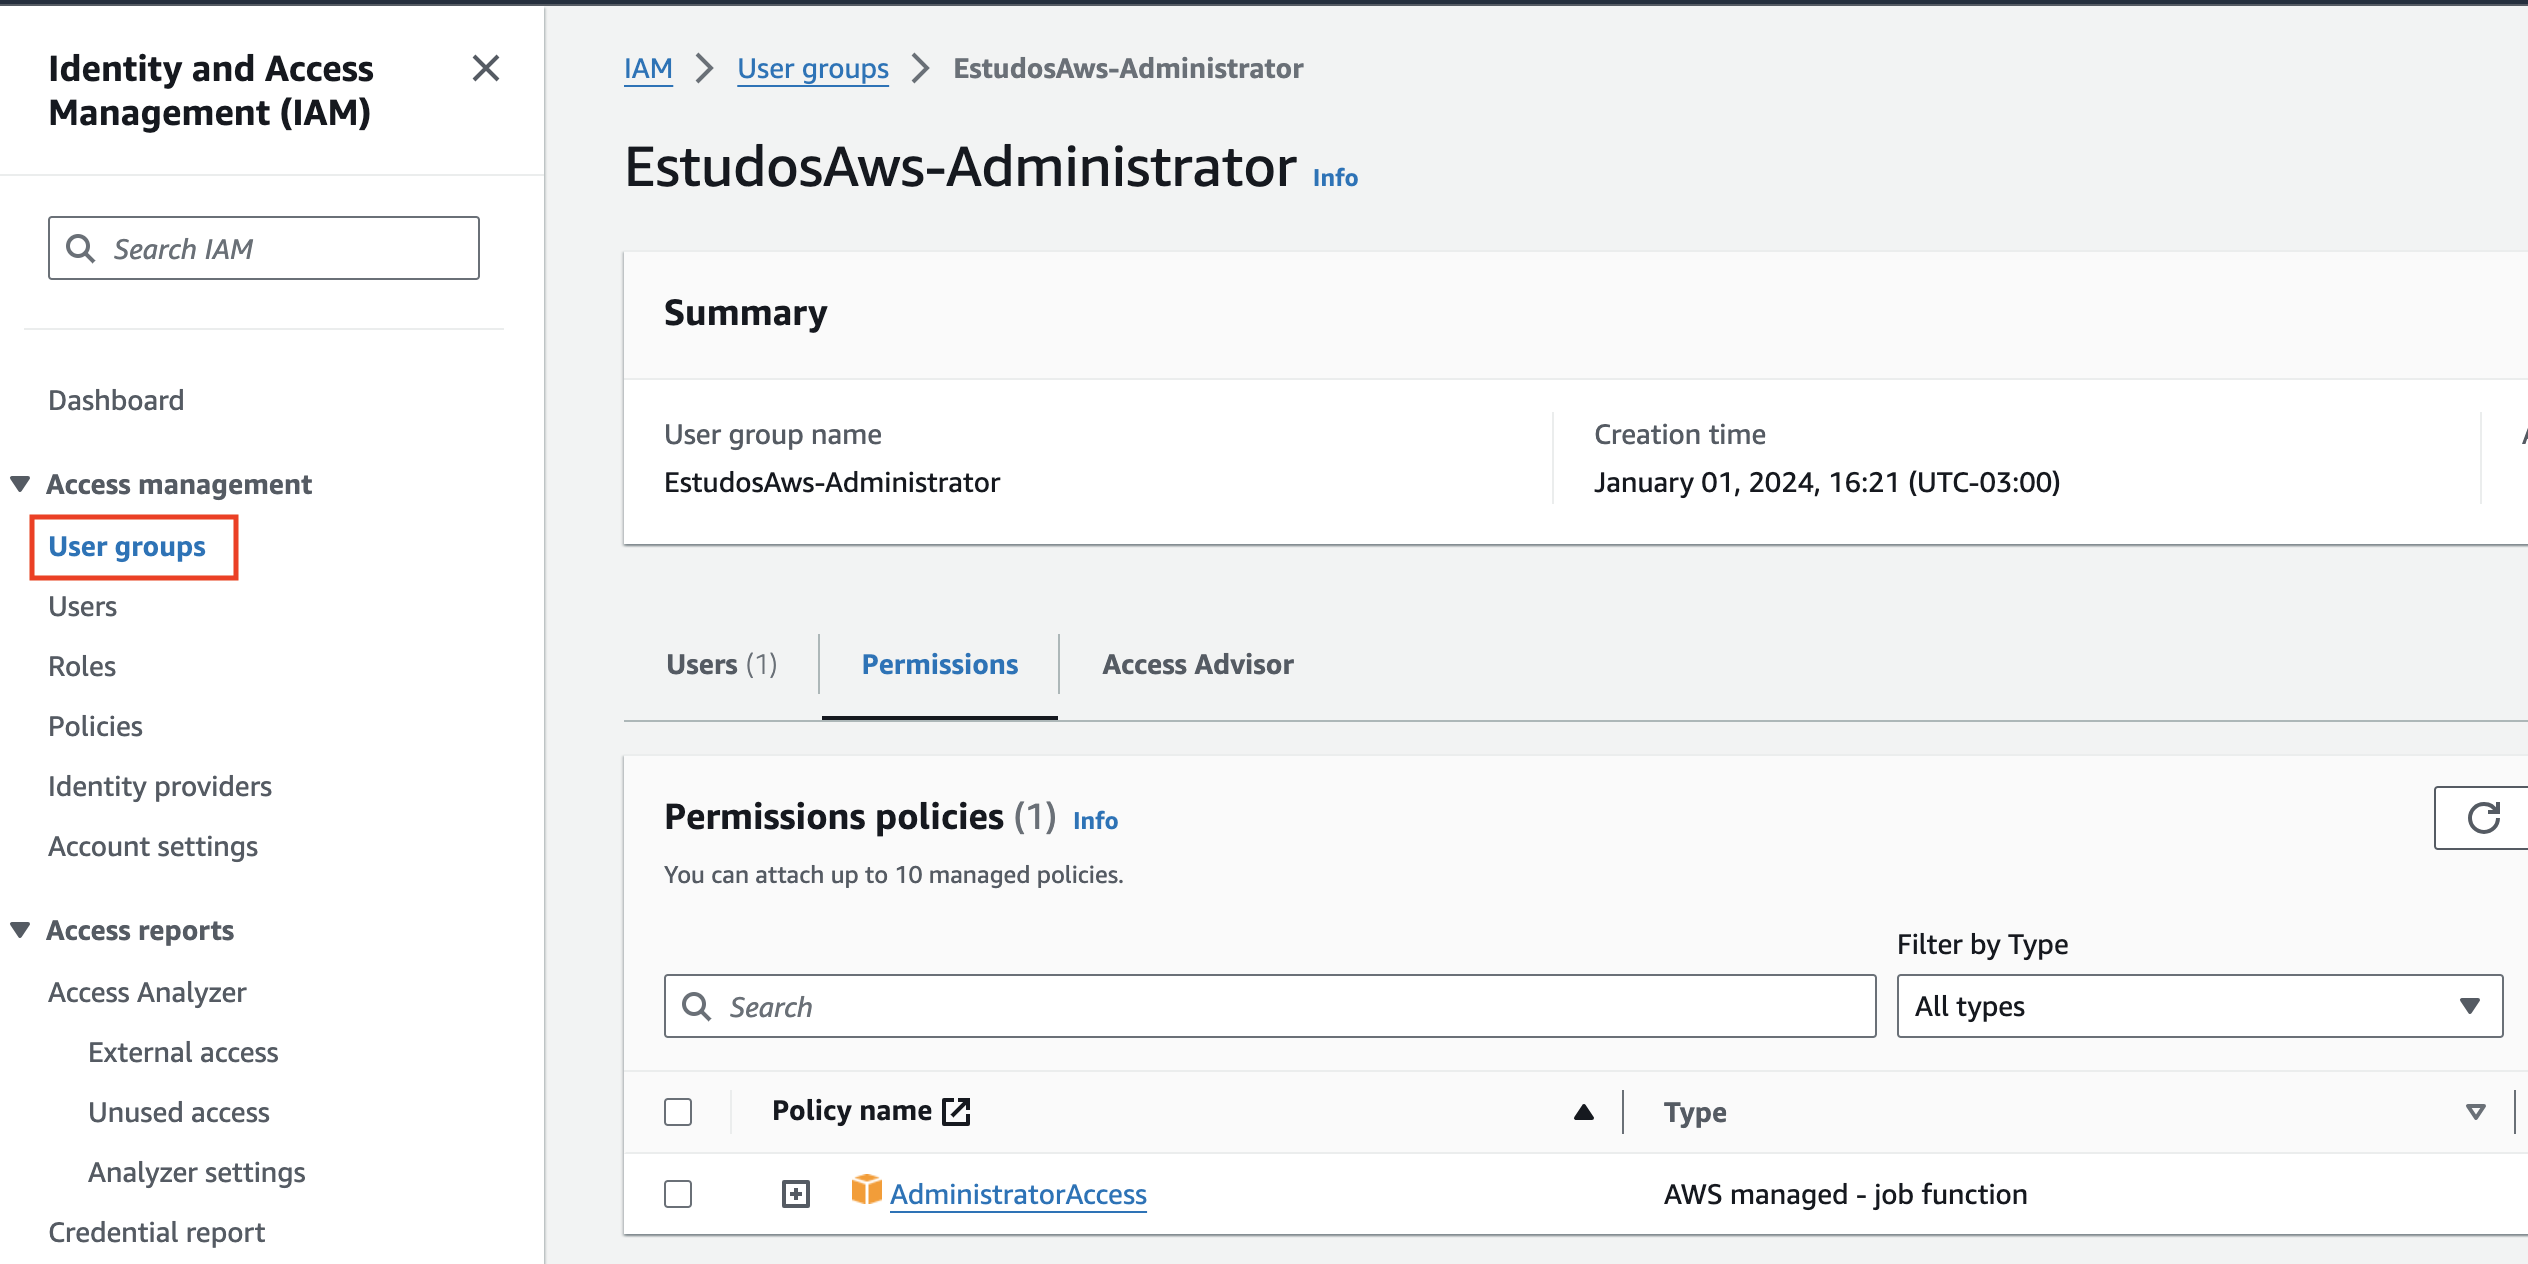 Identity and Access
Management (IAM)
Search IAM
Dashboard
Access management
User groups
Users
Roles
Policies
Identity providers
Account settings
Access reports
Access Analyzer
External access
Unused access
Analyzer settings
Credential report
IAM > User groups > EstudosAws-Administrator
EstudosAws-Administrator Info
Summary
User group name
EstudosAws-Administrator
Creation time
January 01, 2024, 16:21 (UTC-03:00)
Users (1)
Permissions
Access Advisor
Permissions policies (1) Info
You can attach up to 10 managed policies.
Filter by Type
Search
All types
Policy name
Type
AdministratorAccess
AWS managed - job function